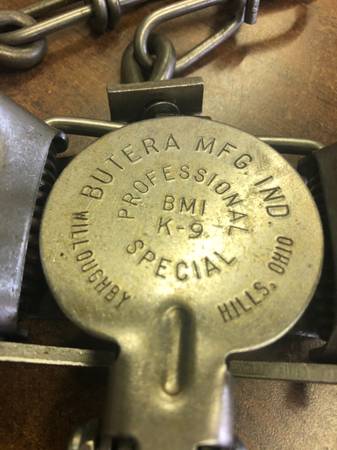 BUTERA MFG. IND.
PROFESSIONAL
BMI
K-9
SPECIAL
WILLOUGHBY HILLS, OHIO